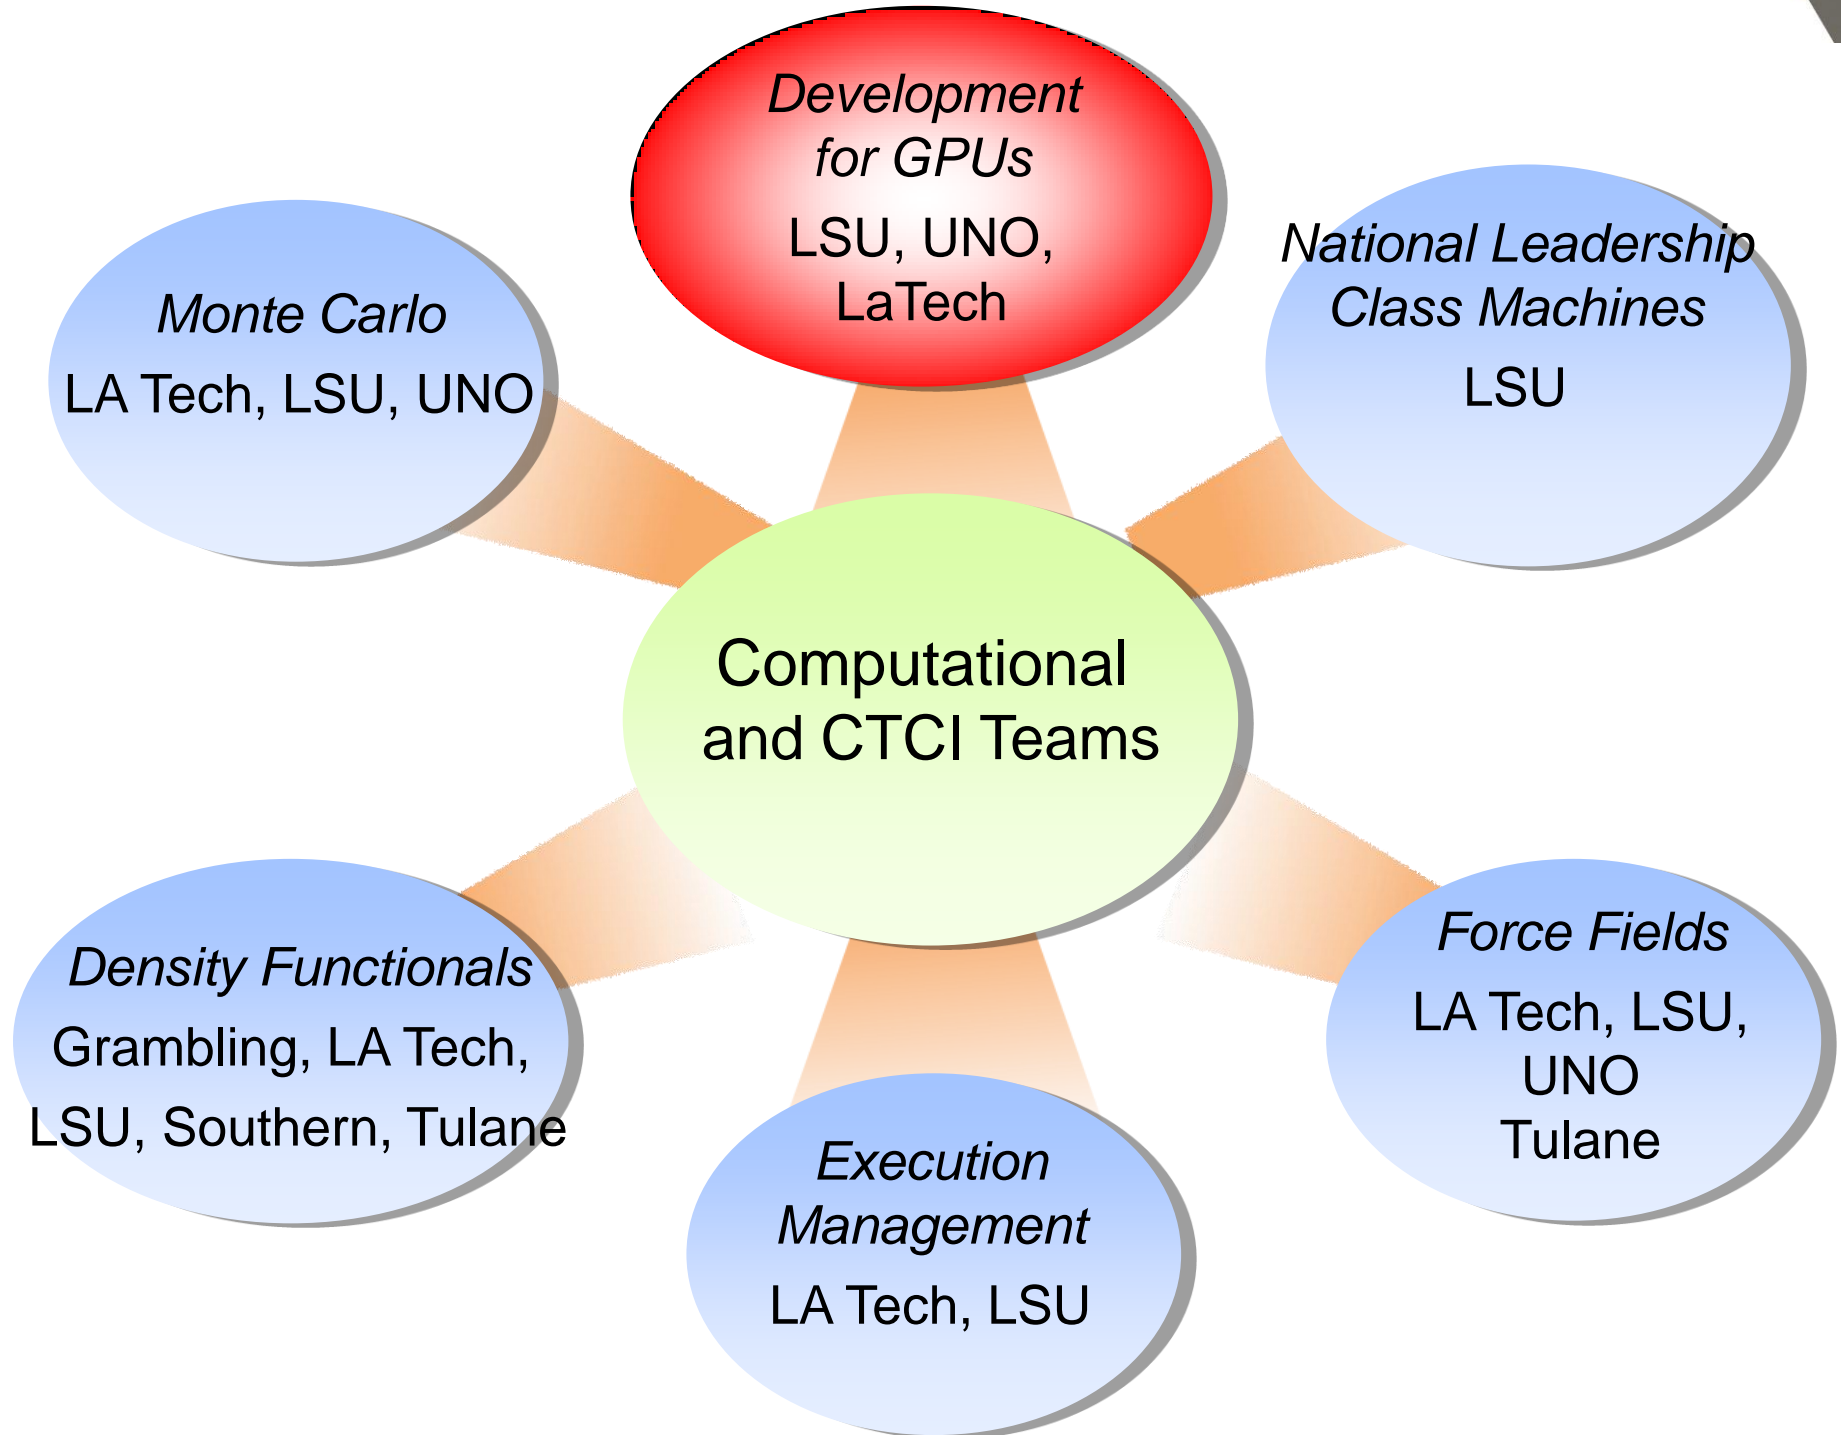 Development
for GPUs
LSU, UNO,
LaTech
National Leadership
Class Machines
LSU
Monte Carlo
LA Tech, LSU, UNO
Computational
and CTCI Teams
Density Functionals
Grambling, LA Tech,
LSU, Southern, Tulane
Force Fields
LA Tech, LSU,
UNO
Tulane
Execution
Management
LA Tech, LSU